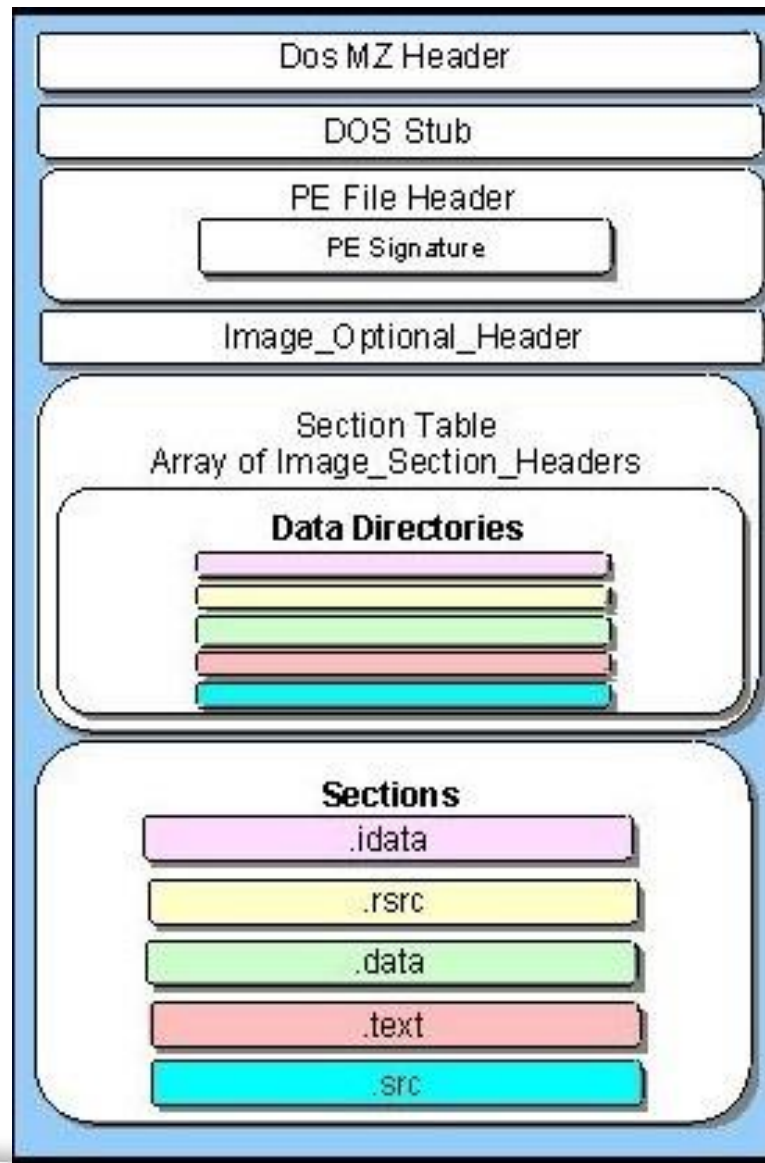 Dos MZ Header
DOS Stub
PE File Header
PE Signature
Image_Optional_Header
Section Table
Array of Image_Section_Headers
Data Directories
Sections
.idata
.rsrc
.data
.text
.src